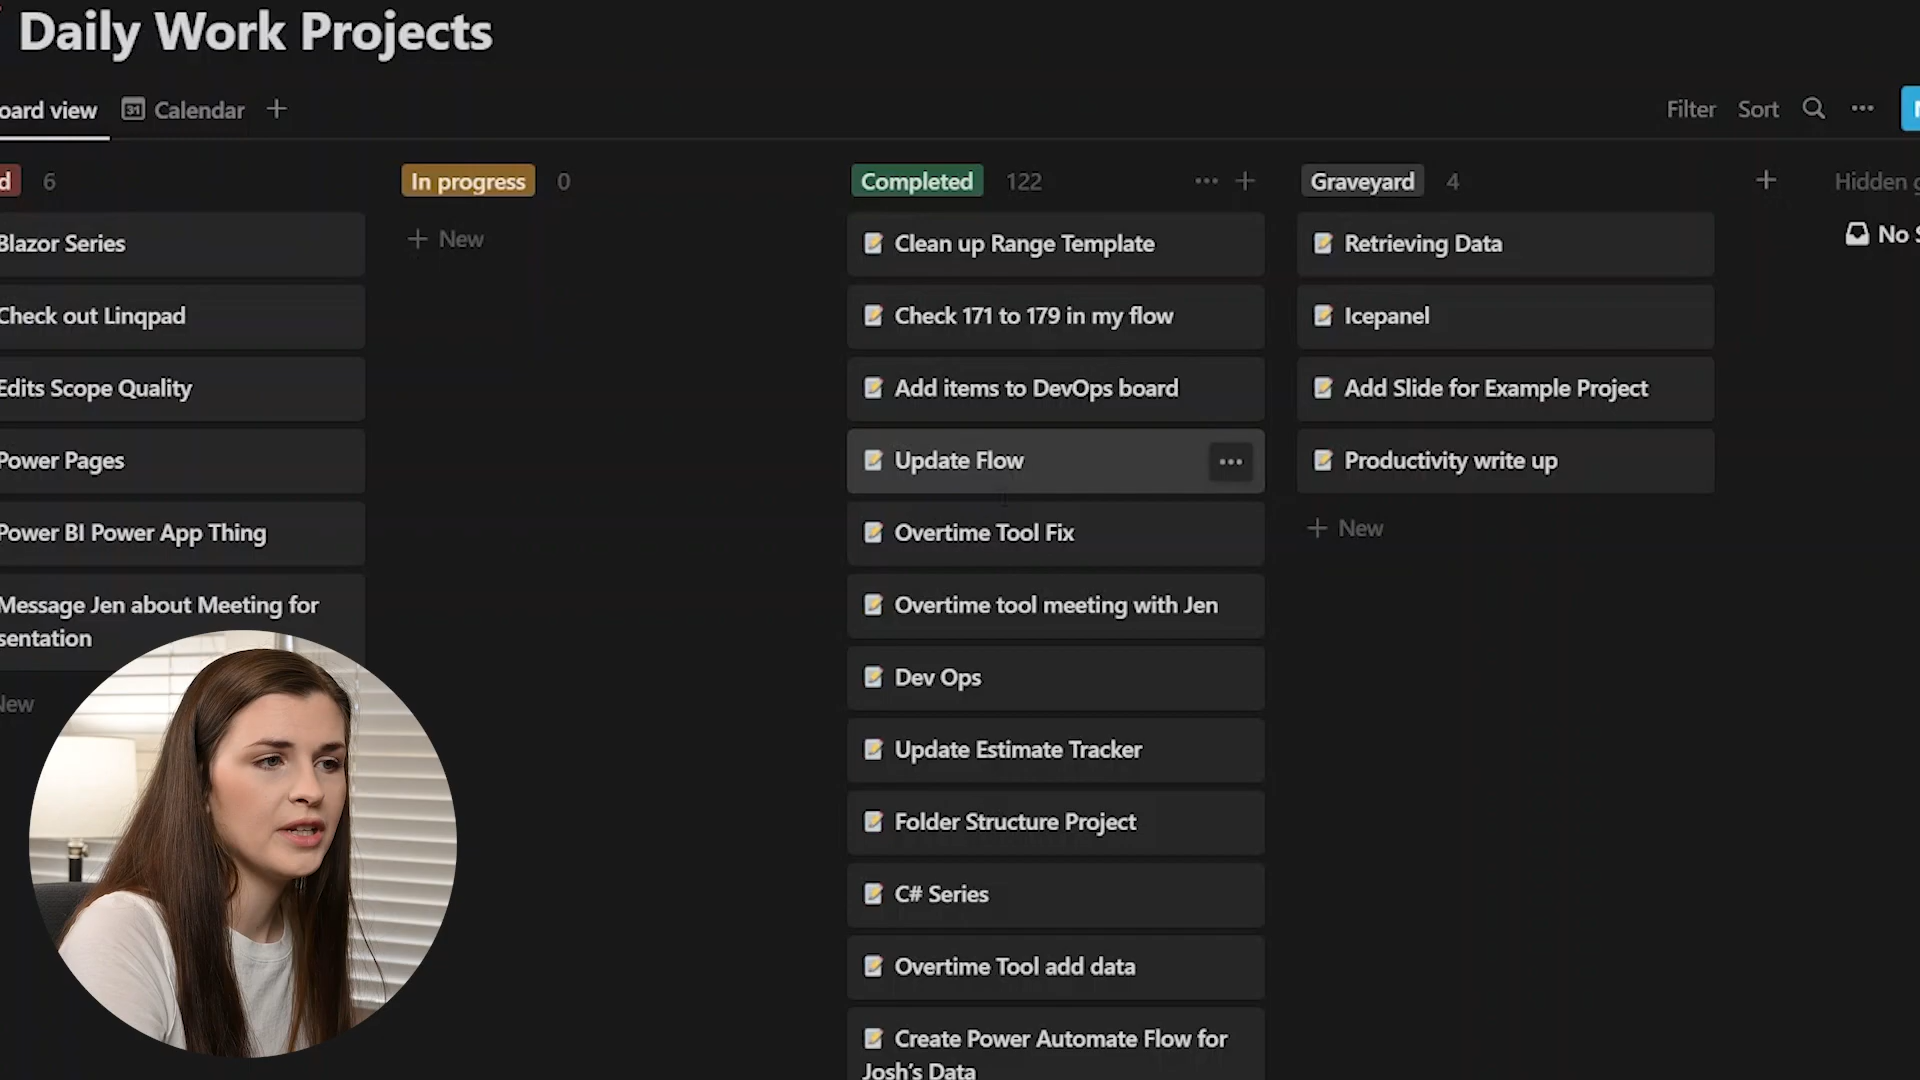 Daily Work Projects
oard view
31
Calendar
Filter
Sort
d 6
In progress 0
Completed 122
Graveyard 4
Hidden
Blazor Series
Check out Linqpad
Edits Scope Quality
Power Pages
Power BI Power App Thing
Message Jen about Meeting for
sentation
New
New
Clean up Range Template
Check 171 to 179 in my flow
Add items to DevOps board
Update Flow
Overtime Tool Fix
Overtime tool meeting with Jen
Dev Ops
Update Estimate Tracker
Folder Structure Project
C# Series
Overtime Tool add data
Create Power Automate Flow for
Josh's Data
Retrieving Data
Icepanel
Add Slide for Example Project
Productivity write up
New
No